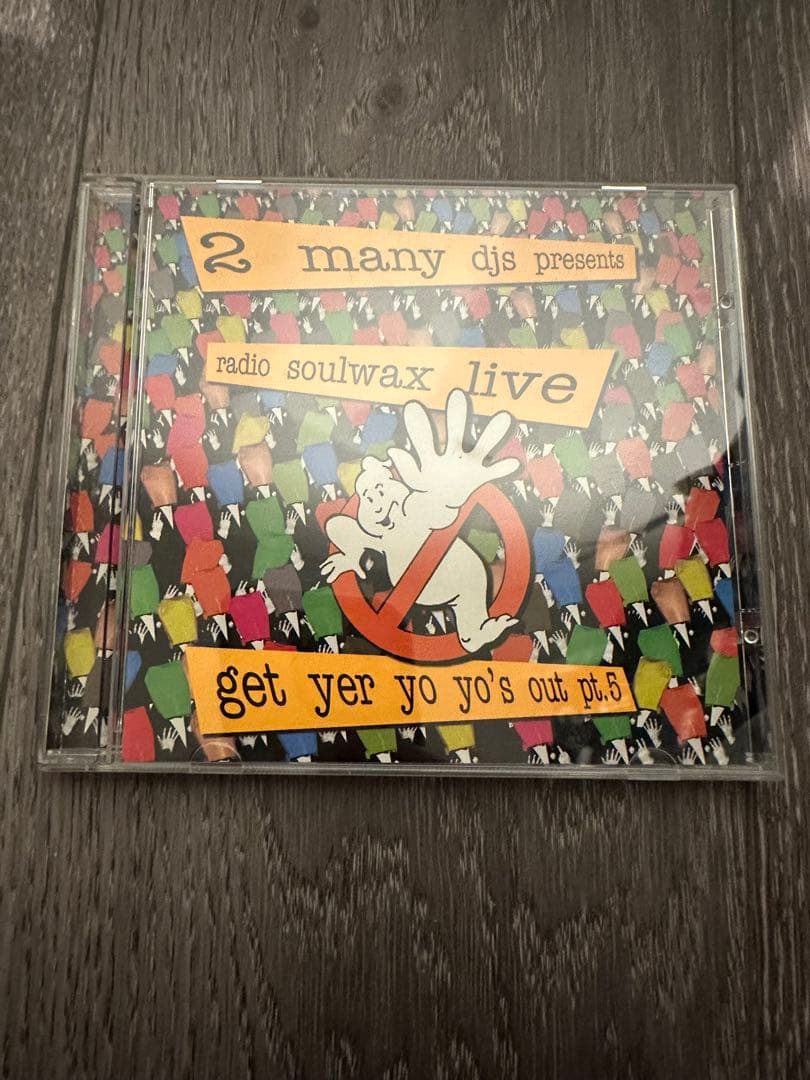 2 many djs presents
radio soulwax live
get yer yo yo's out pt.5